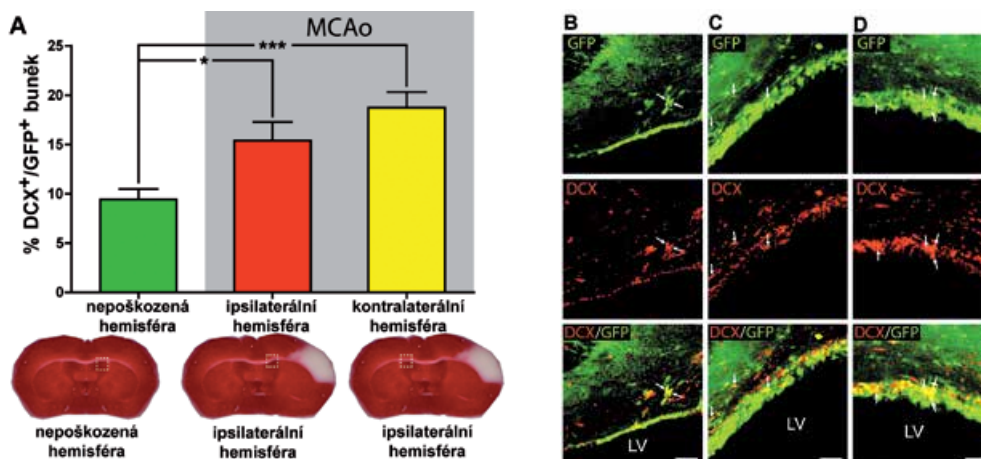 A
MCAo
% DCX+/GFP+ buněk
25
20
15
10
5
0
***
*
nepoškozená
hemisféra
ipsilaterální
hemisféra
kontralaterální
hemisféra
nepoškozená
hemisféra
ipsilaterální
hemisféra
ipsilaterální
hemisféra
B
C
D
GFP
GFP
GFP
DCX
DCX
DCX
DCX/GFP
DCX/GFP
DCX/GFP
LV
LV
LV